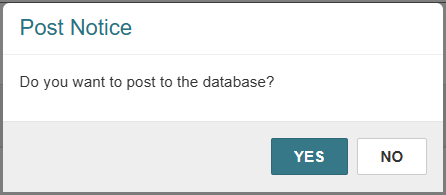 Post Notice
Do you want to post to the database?
YES NO